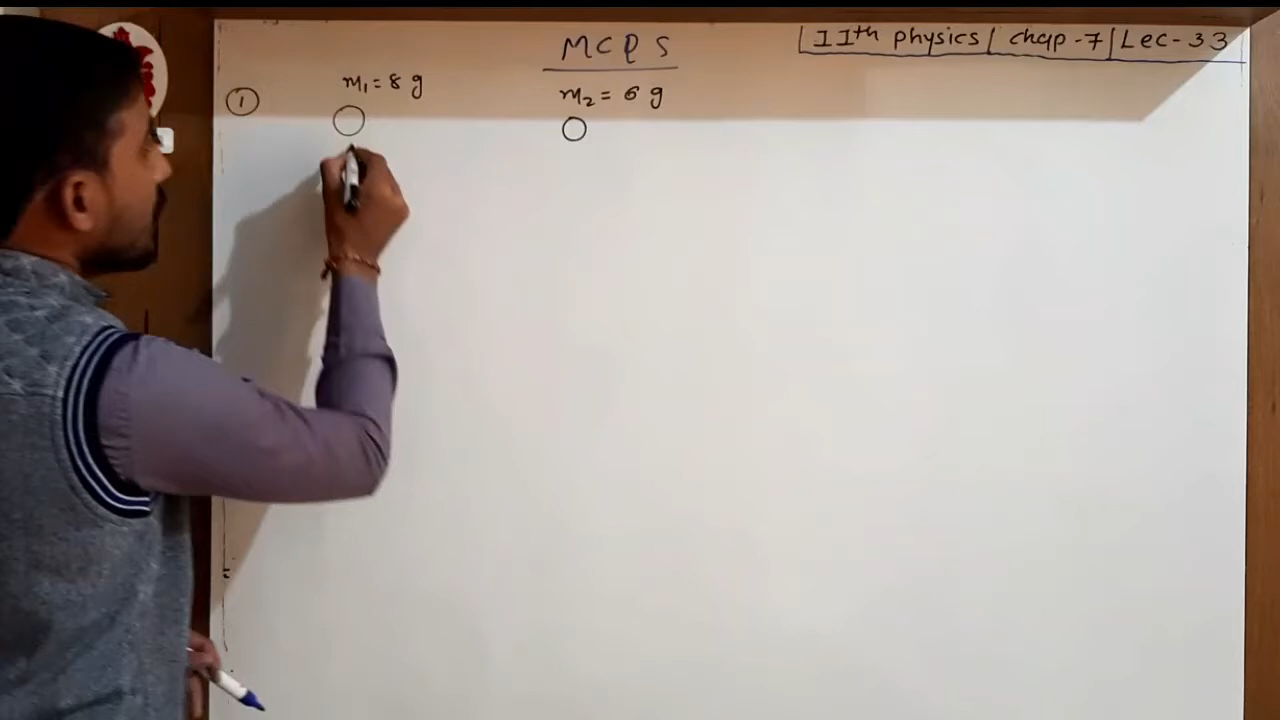 MCQS
| 11th physics | chap-7 | Lec-33
① m₁ = 8 g
m₂ = 6 g